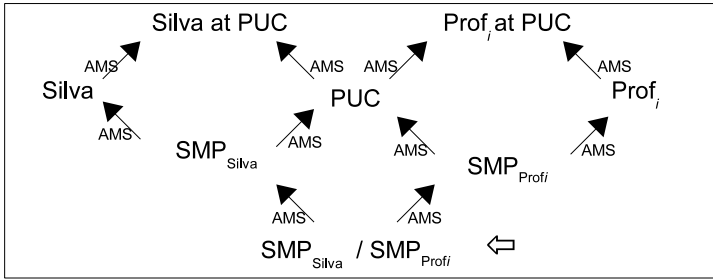 Silva at PUC Prof_i at PUC
AMS AMS AMS AMS
Silva PUC Prof_i
AMS AMS AMS AMS
SMP_Silva SMP_Profi
AMS AMS
SMP_Silva / SMP_Profi